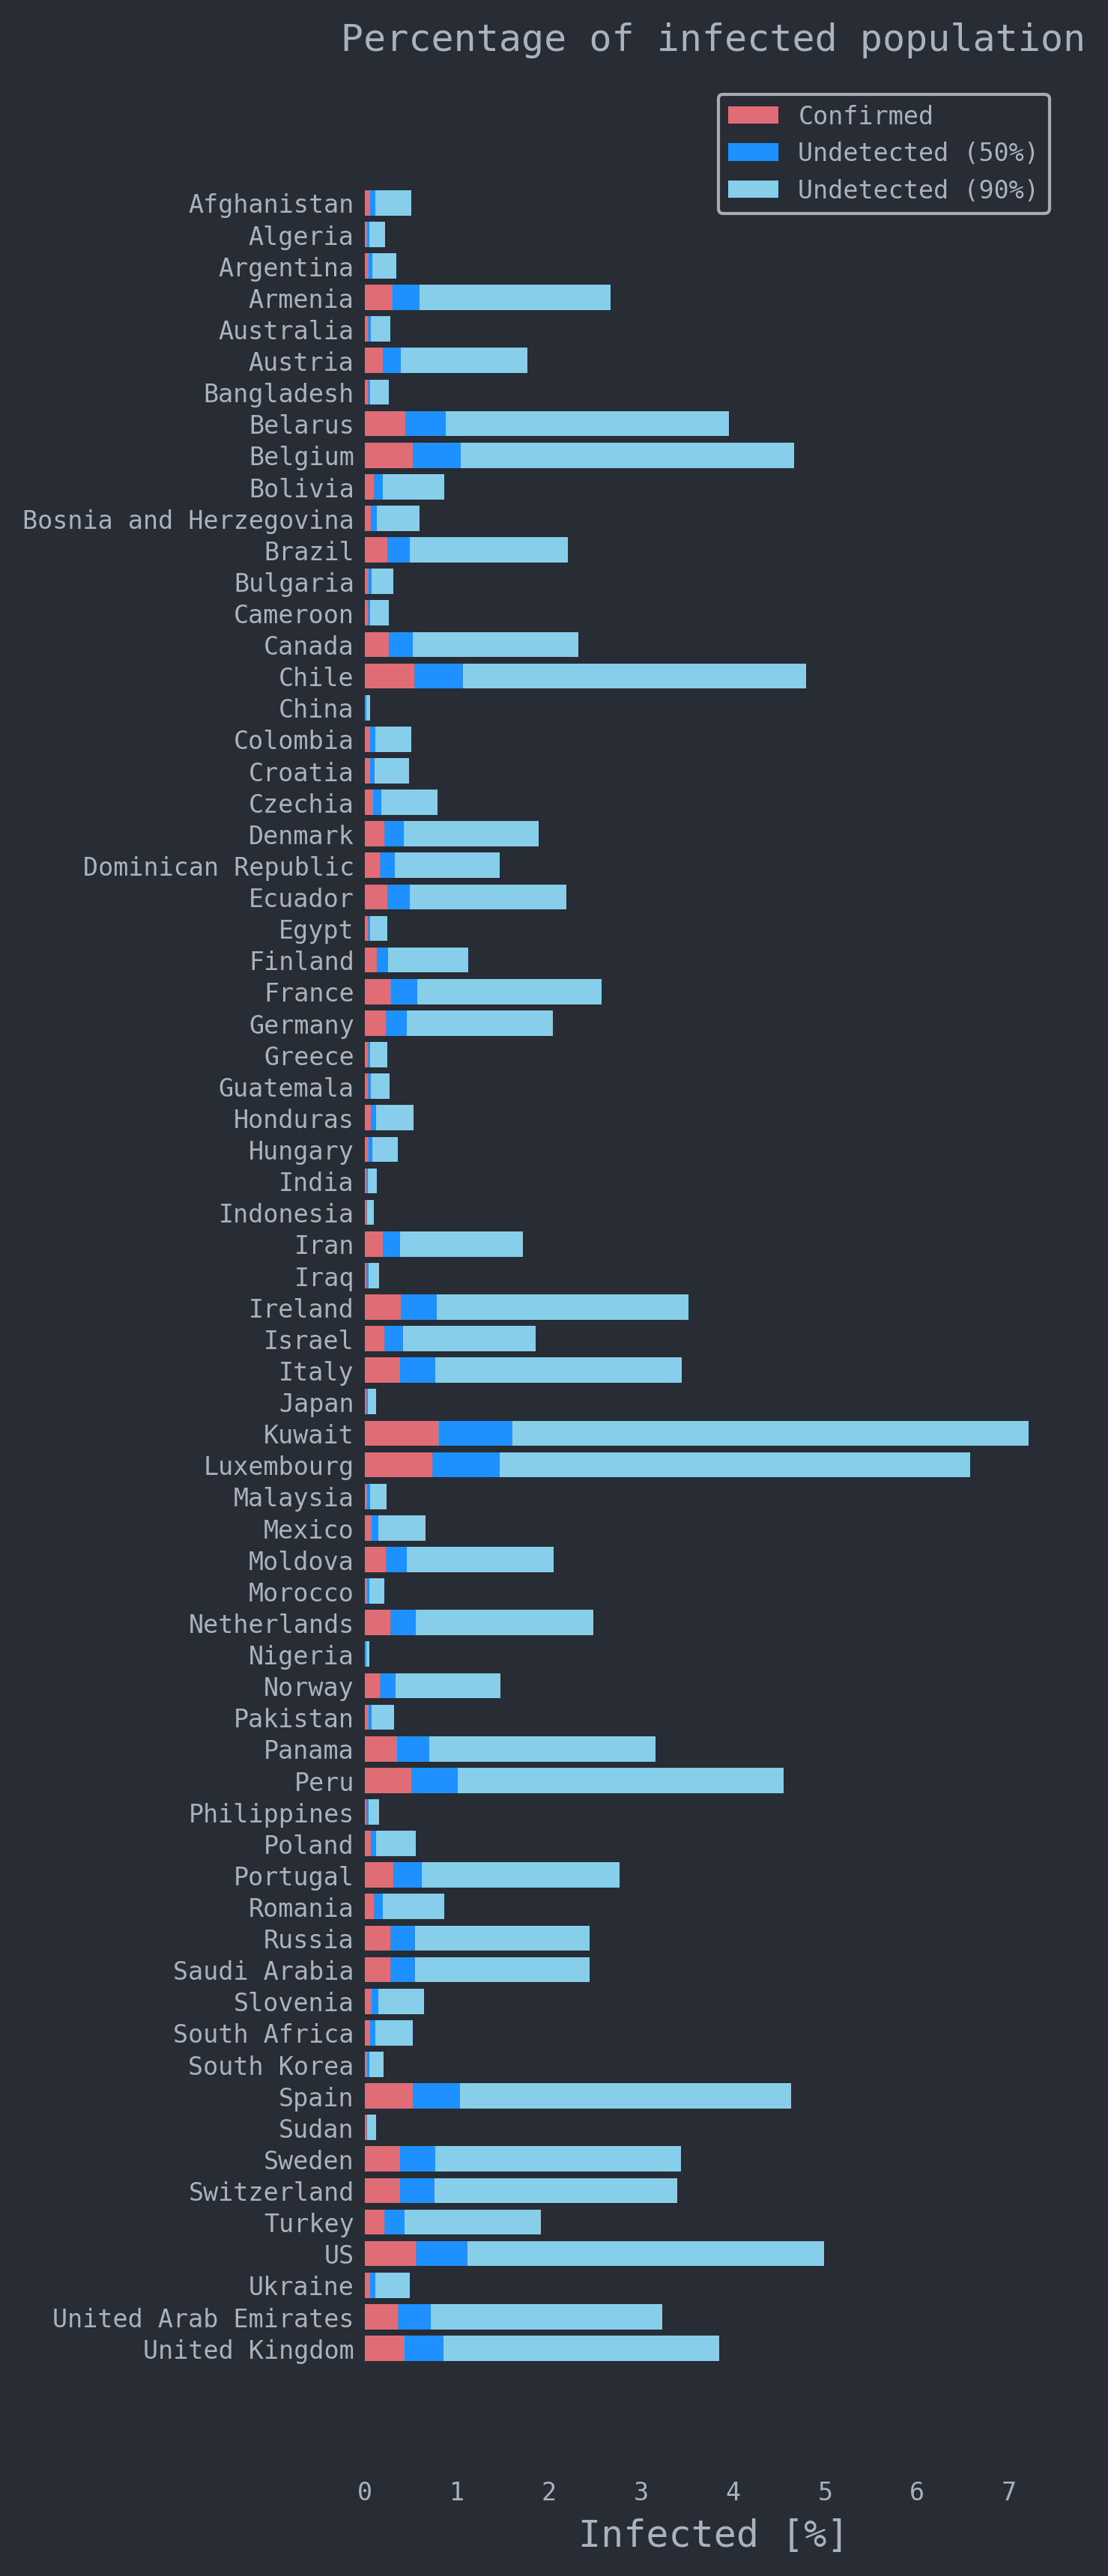 Percentage of infected population
Confirmed
Undetected (50%)
Undetected (90%)
Afghanistan
Algeria
Argentina
Armenia
Australia
Austria
Bangladesh
Belarus
Belgium
Bolivia
Bosnia and Herzegovina
Brazil
Bulgaria
Cameroon
Canada
Chile
China
Colombia
Croatia
Czechia
Denmark
Dominican Republic
Ecuador
Egypt
Finland
France
Germany
Greece
Guatemala
Honduras
Hungary
India
Indonesia
Iran
Iraq
Ireland
Israel
Italy
Japan
Kuwait
Luxembourg
Malaysia
Mexico
Moldova
Morocco
Netherlands
Nigeria
Norway
Pakistan
Panama
Peru
Philippines
Poland
Portugal
Romania
Russia
Saudi Arabia
Slovenia
South Africa
South Korea
Spain
Sudan
Sweden
Switzerland
Turkey
US
Ukraine
United Arab Emirates
United Kingdom
0 1 2 3 4 5 6 7
Infected [%]